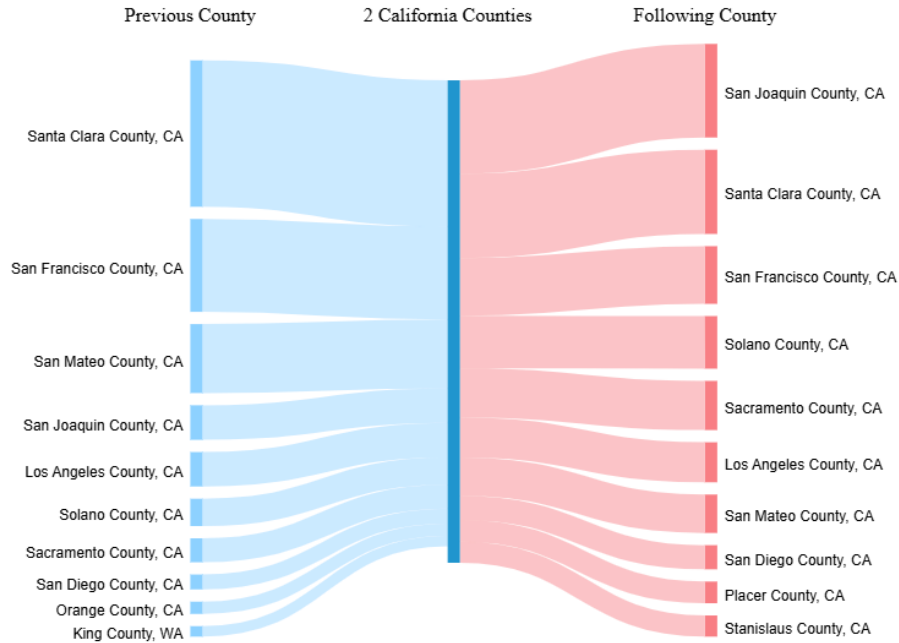 Previous County
2 California Counties
Following County
Santa Clara County, CA
San Francisco County, CA
San Mateo County, CA
San Joaquin County, CA
Los Angeles County, CA
Solano County, CA
Sacramento County, CA
San Diego County, CA
Orange County, CA
King County, WA
San Joaquin County, CA
Santa Clara County, CA
San Francisco County, CA
Solano County, CA
Sacramento County, CA
Los Angeles County, CA
San Mateo County, CA
San Diego County, CA
Placer County, CA
Stanislaus County, CA